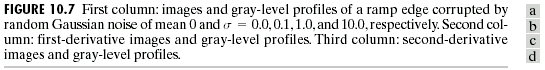 FIGURE 10.7 First column: images and gray-level profiles of a ramp edge corrupted by
random Gaussian noise of mean 0 and σ = 0.0, 0.1, 1.0, and 10.0, respectively. Second col-
umn: first-derivative images and gray-level profiles. Third column: second-derivative
images and gray-level profiles.
a
b
c
d